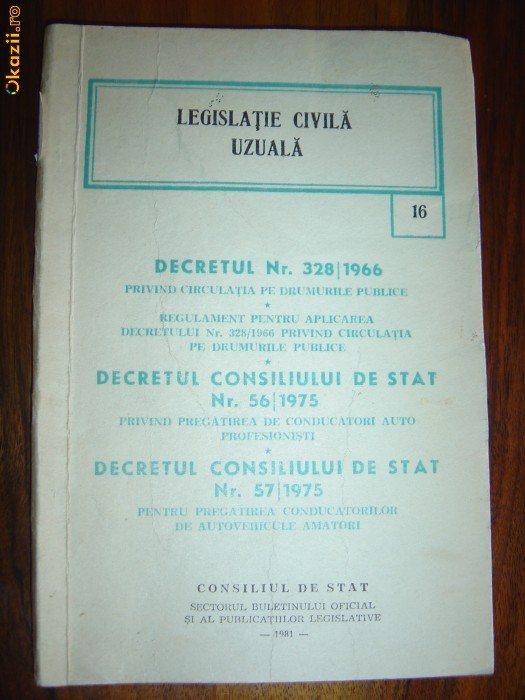 Okazii.ro
LEGISLAȚIE CIVILĂ
UZUALĂ
16
DECRETUL Nr. 328|1966
PRIVIND CIRCULAȚIA PE DRUMURILE PUBLICE
★
REGULAMENT PENTRU APLICAREA
DECRETULUI Nr. 328/1966 PRIVIND CIRCULAȚIA
PE DRUMURILE PUBLICE
★
DECRETUL CONSILIULUI DE STAT
Nr. 56|1975
PRIVIND PREGATIREA DE CONDUCATORI AUTO
PROFESIONIȘTI
★
DECRETUL CONSILIULUI DE STAT
Nr. 57|1975
PENTRU PREGATIREA CONDUCATORILOR
DE AUTOVEHICULE AMATORI
CONSILIUL DE STAT
SECTORUL BULETINULUI OFICIAL
ȘI AL PUBLICAȚIILOR LEGISLATIVE
— 1981 —